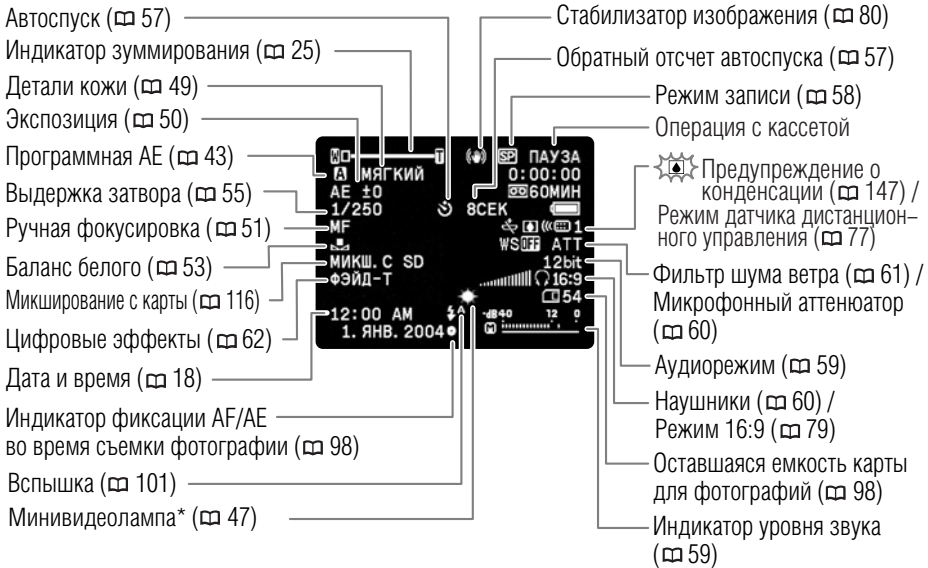 Автоспуск (57)
Индикатор зуммирования (25)
Детали кожи (49)
Экспозиция (50)
Программная AE (43)
Выдержка затвора (55)
Ручная фокусировка (51)
Баланс белого (53)
Микширование с карты (116)
Цифровые эффекты (62)
Дата и время (18)
Индикатор фиксации AF/AE
во время съемки фотографии (98)
Вспышка (101)
Минивидеолампа* (47)
W T SP ПАУЗА
A МЯГКИЙ 0:00:00
AE ±0 60МИН
1/250 8СЕК
MF 1
WS OFF ATT
МИКШ.С SD 12bit
ФЭЙД-Т 16:9
54
12:00 AM A -dB40 12 0
1. ЯНВ. 2004 M
Стабилизатор изображения (80)
Обратный отсчет автоспуска (57)
Режим записи (58)
Операция с кассетой
Предупреждение о
конденсации (147) /
Режим датчика дистанцион–
ного управления (77)
Фильтр шума ветра (61) /
Микрофонный аттенюатор
(60)
Аудиорежим (59)
Наушники (60) /
Режим 16:9 (79)
Оставшаяся емкость карты
для фотографий (98)
Индикатор уровня звука
(59)